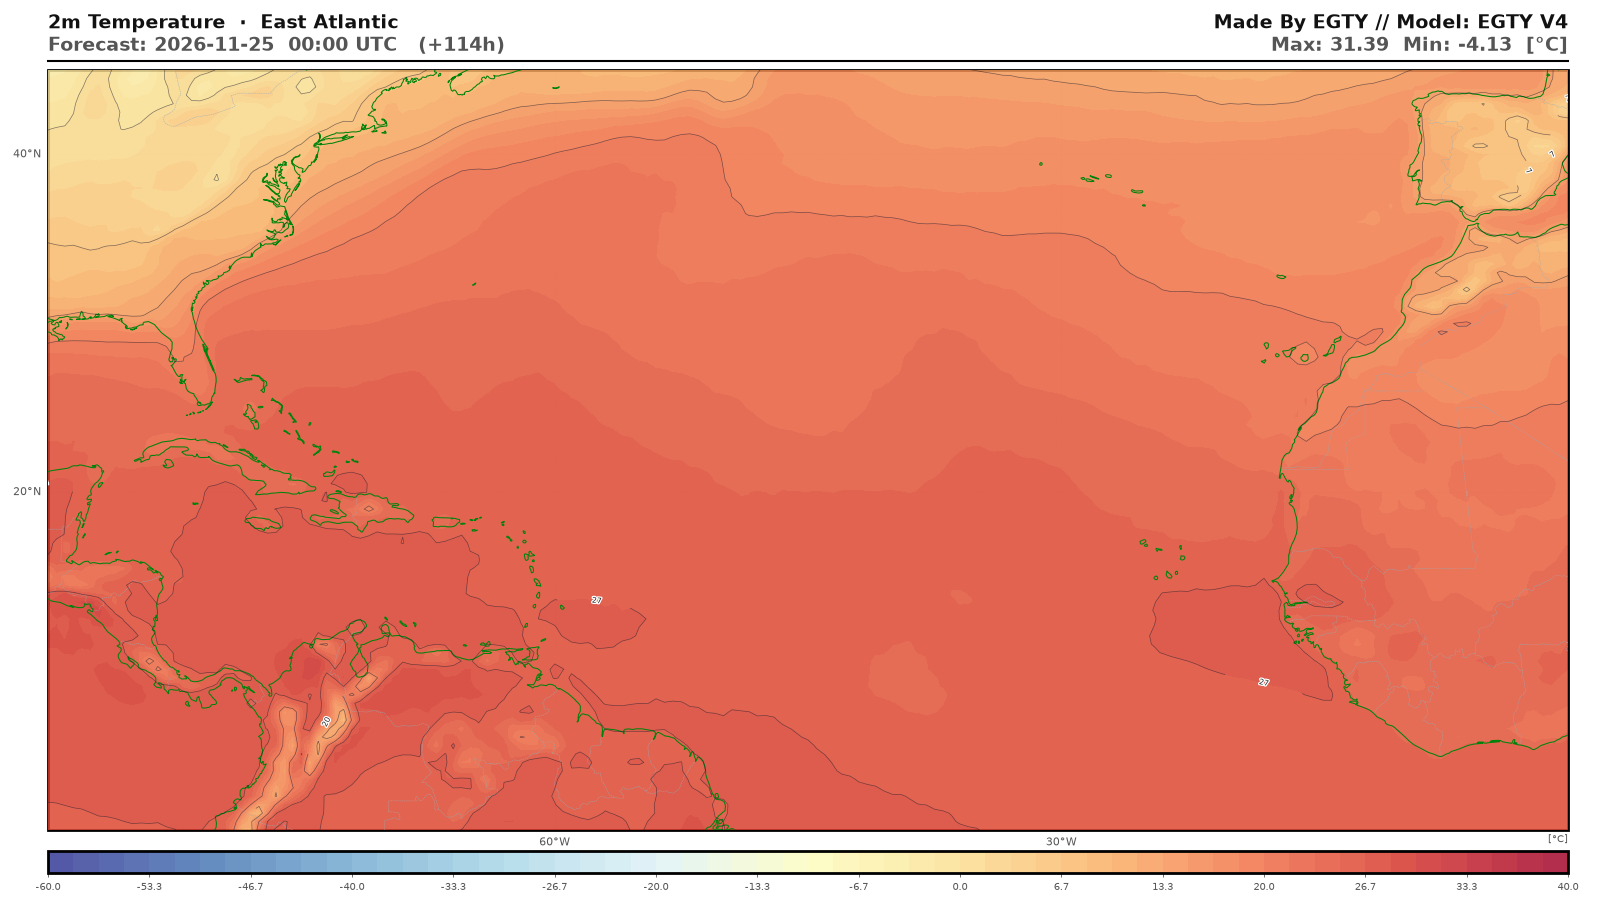 2m Temperature · East Atlantic
Made By EGTY // Model: EGTY V4
Forecast: 2026-11-25 00:00 UTC (+114h)
Max: 31.39 Min: -4.13 [°C]
40°N
7
7
20°N
27
27
20
60°W
30°W
[°C]
-60.0 -53.3 -46.7 -40.0 -33.3 -26.7 -20.0 -13.3 -6.7 0.0 6.7 13.3 20.0 26.7 33.3 40.0